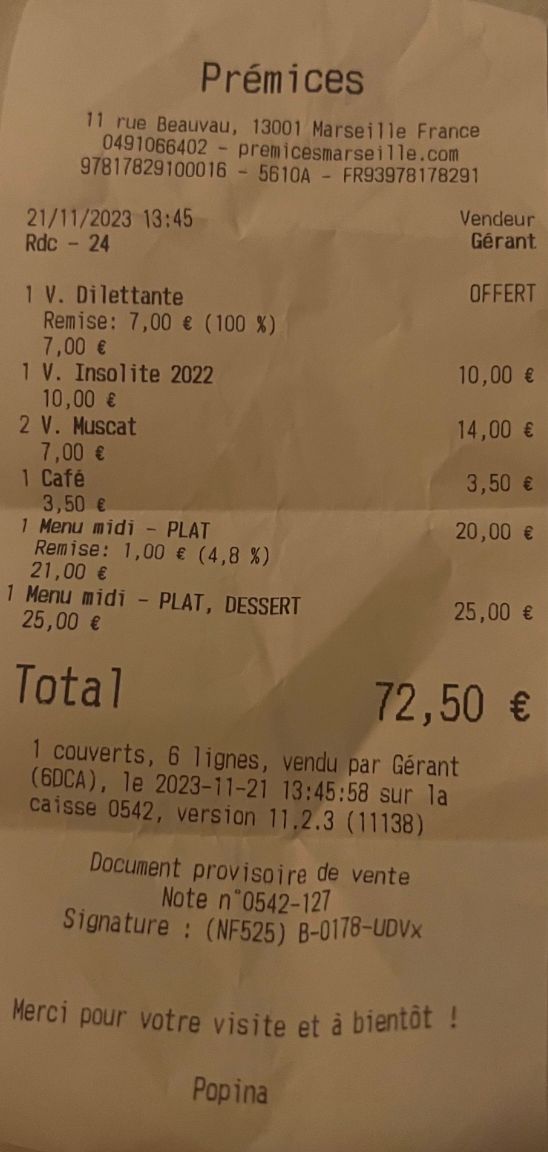 Prémices
11 rue Beauvau, 13001 Marseille France
0491066402 - premicesmarseille.com
97817829100016 - 5610A - FR93978178291
21/11/2023 13:45 Vendeur
Rdc - 24 Gérant
1 V. Dilettante OFFERT
Remise: 7,00 € (100 %)
7,00 €
1 V. Insolite 2022 10,00 €
10,00 €
2 V. Muscat 14,00 €
7,00 €
1 Café 3,50 €
3,50 €
1 Menu midi - PLAT 20,00 €
Remise: 1,00 € (4,8 %)
21,00 €
1 Menu midi - PLAT, DESSERT 25,00 €
25,00 €
Total 72,50 €
1 couverts, 6 lignes, vendu par Gérant
(6DCA), le 2023-11-21 13:45:58 sur la
caisse 0542, version 11.2.3 (11138)
Document provisoire de vente
Note n°0542-127
Signature : (NF525) B-0178-UDVx
Merci pour votre visite et à bientôt !
Popina